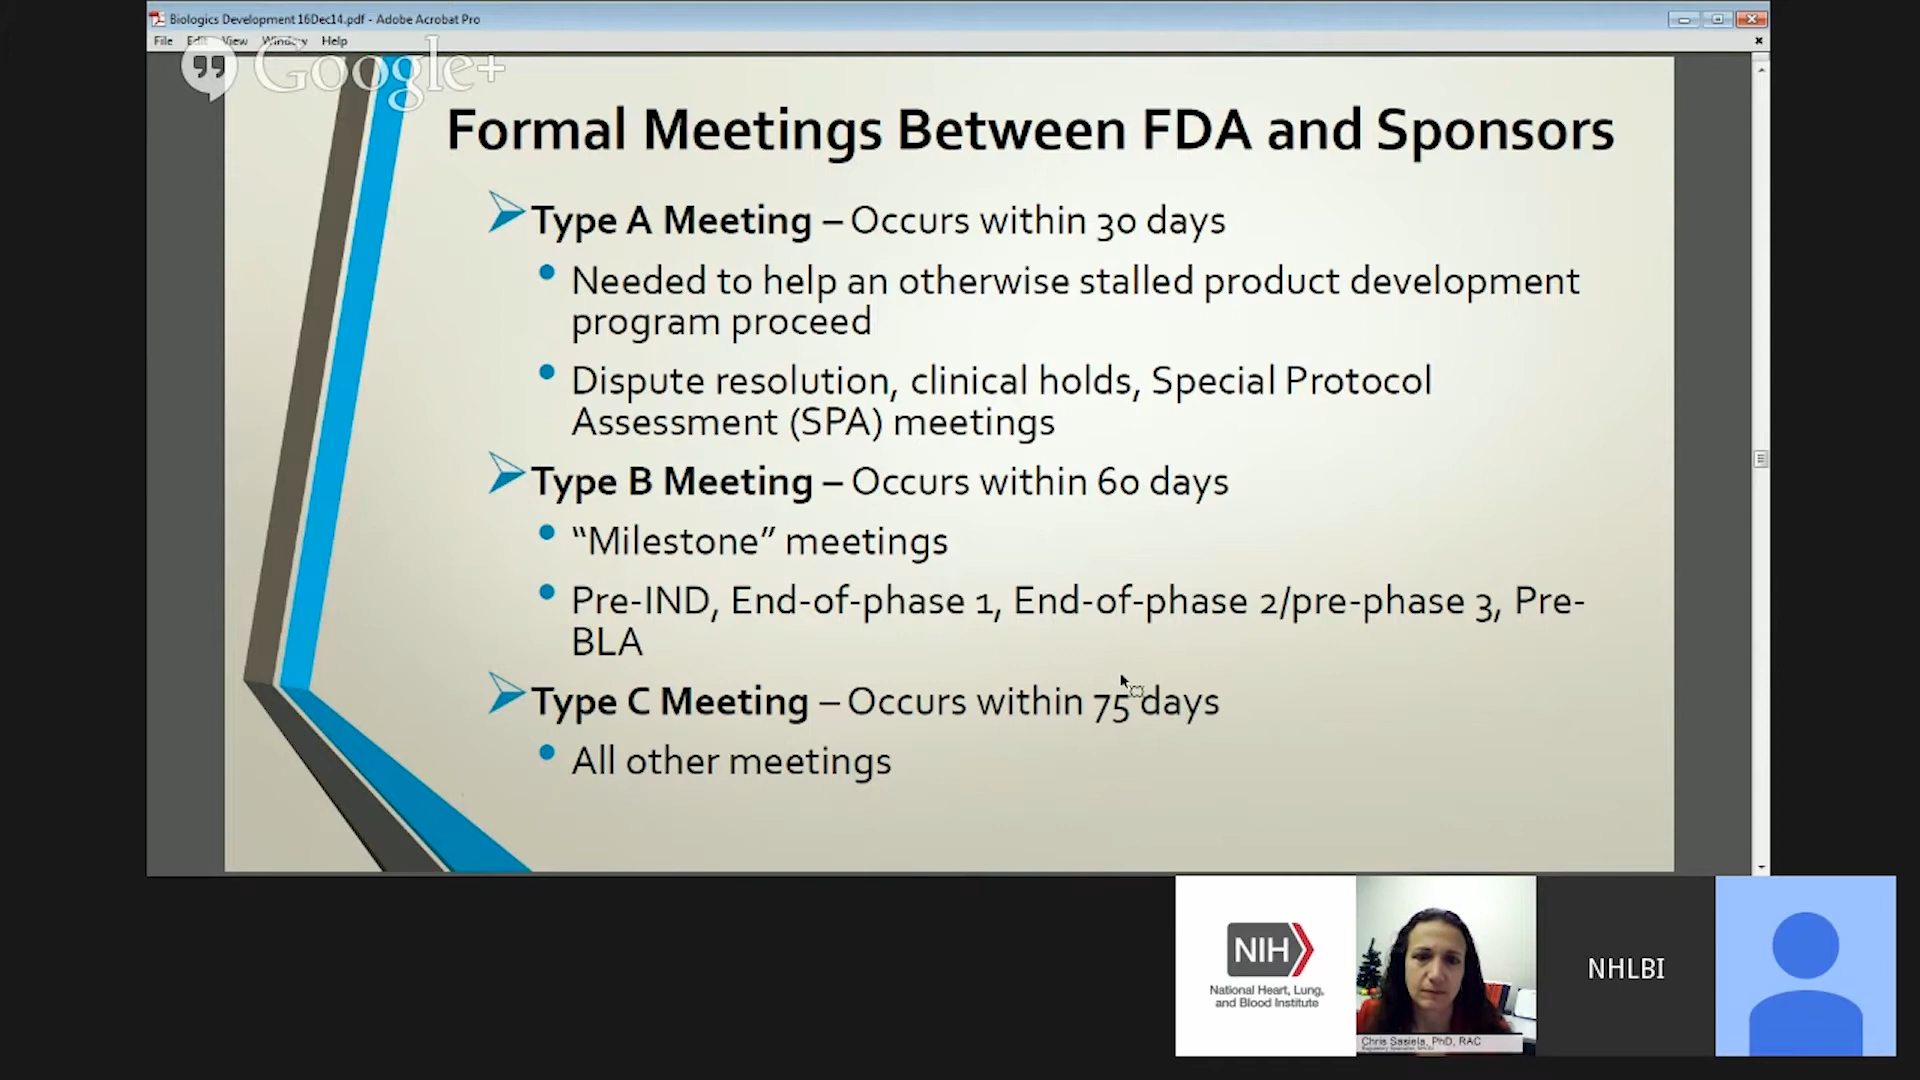 Biologics Development 16Dec14.pdf - Adobe Acrobat Pro
File Edit View Window Help
Google+
Formal Meetings Between FDA and Sponsors
Type A Meeting – Occurs within 30 days
Needed to help an otherwise stalled product development
program proceed
Dispute resolution, clinical holds, Special Protocol
Assessment (SPA) meetings
Type B Meeting – Occurs within 60 days
“Milestone” meetings
Pre-IND, End-of-phase 1, End-of-phase 2/pre-phase 3, Pre-
BLA
Type C Meeting – Occurs within 75 days
All other meetings
NIH
National Heart, Lung,
and Blood Institute
Chris Sasiela, PhD, RAC
NHLBI